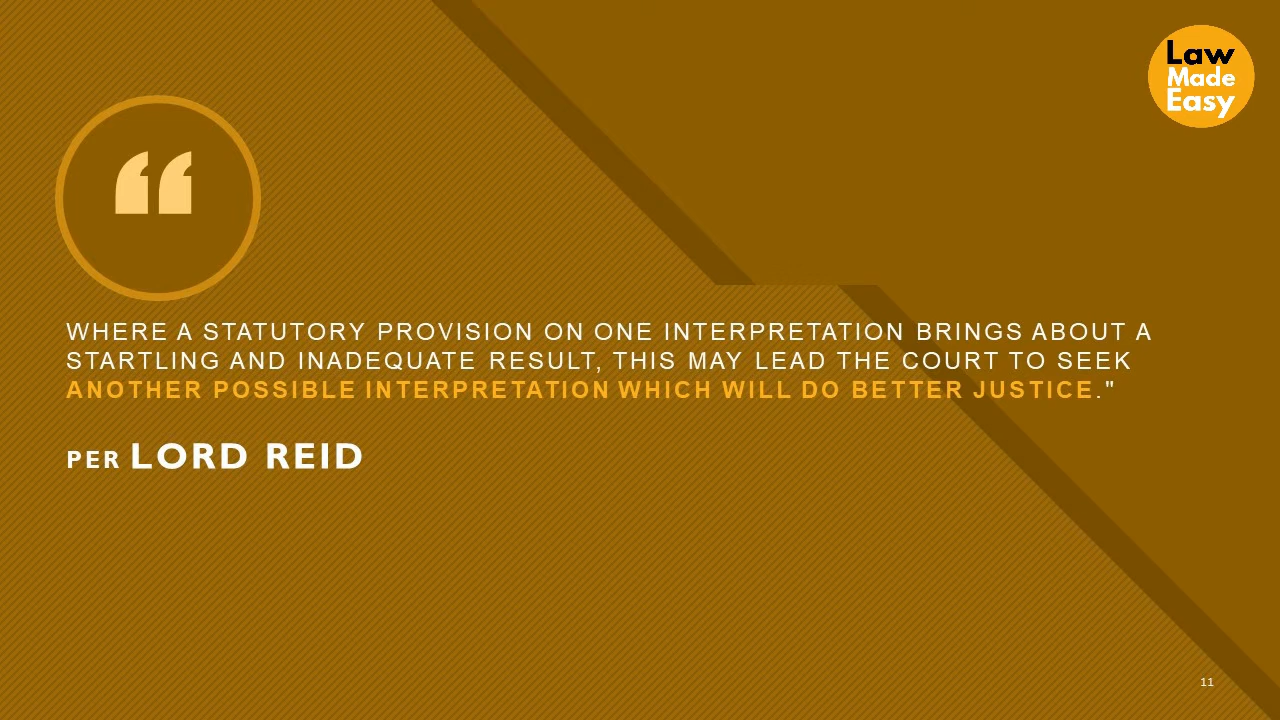 Law
Made
Easy
“
WHERE A STATUTORY PROVISION ON ONE INTERPRETATION BRINGS ABOUT A
STARTLING AND INADEQUATE RESULT, THIS MAY LEAD THE COURT TO SEEK
ANOTHER POSSIBLE INTERPRETATION WHICH WILL DO BETTER JUSTICE."
PER LORD REID
11